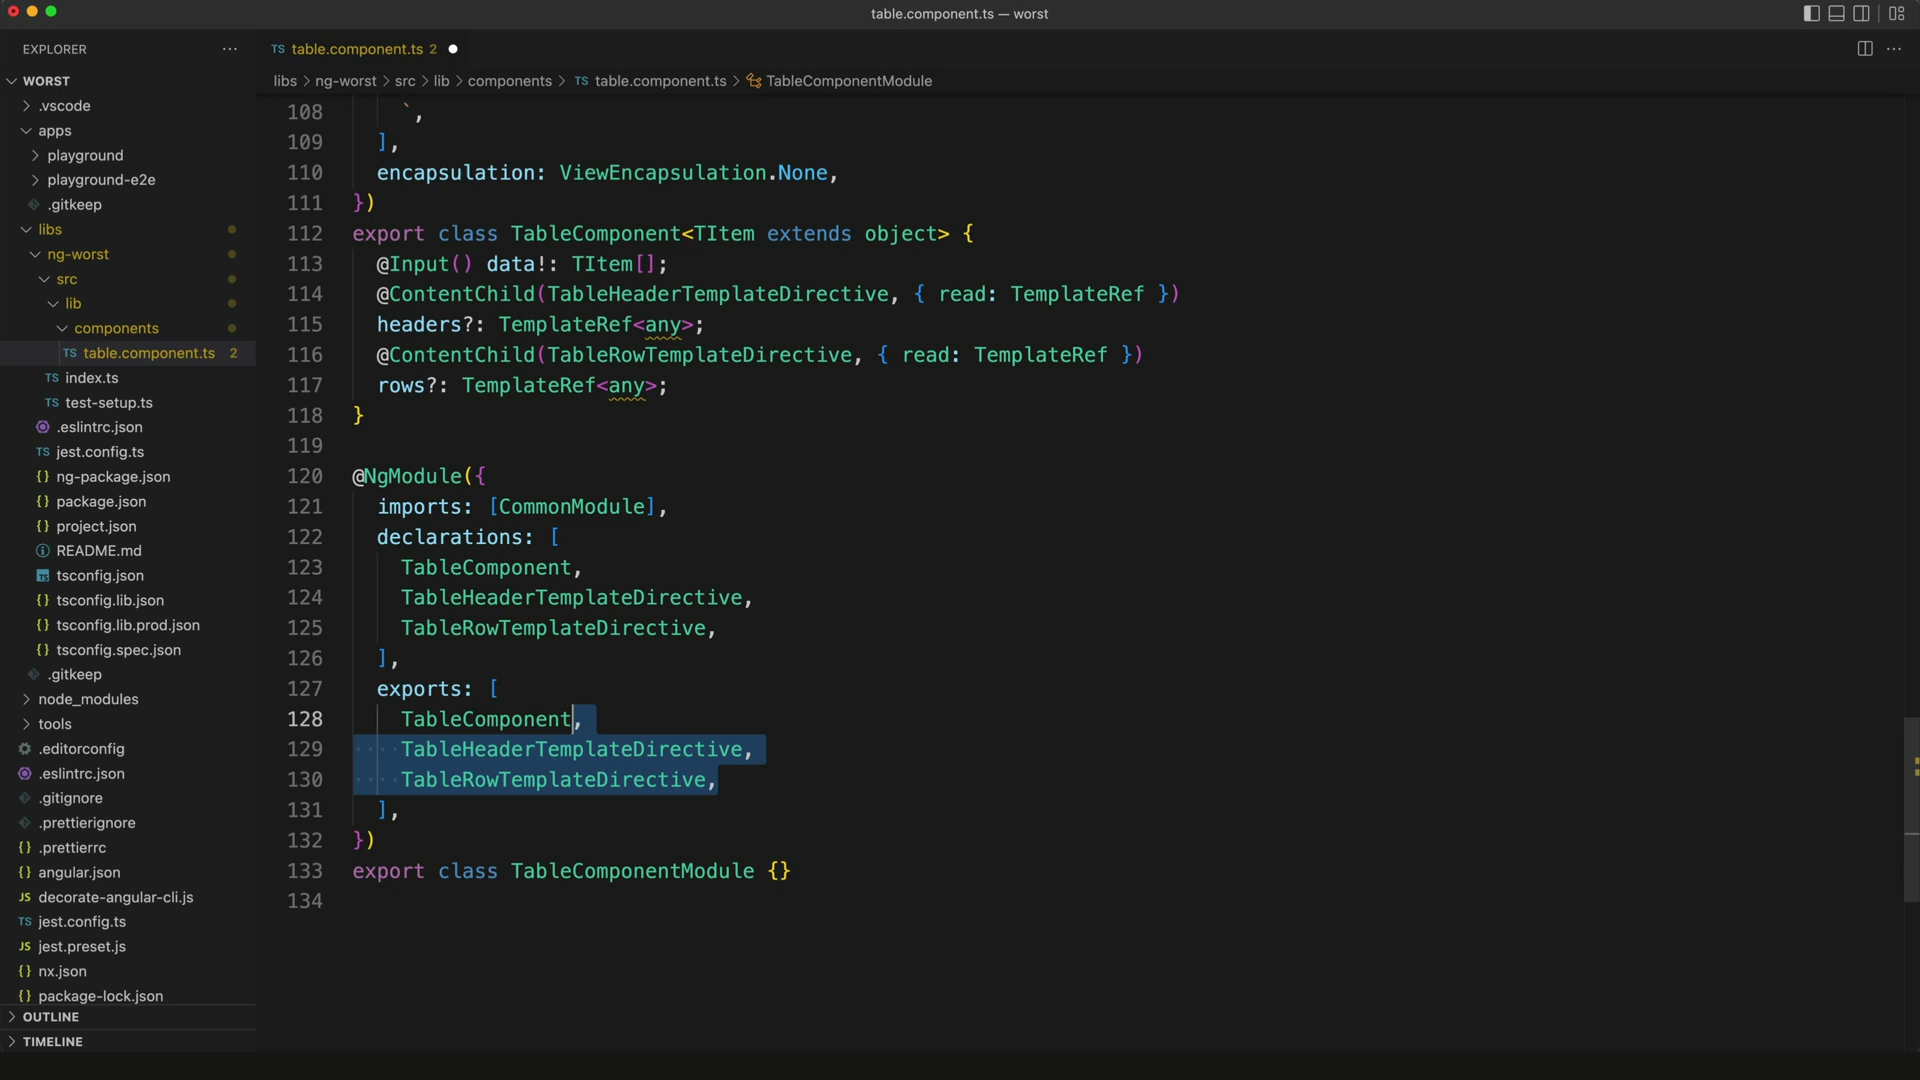 table.component.ts — worst
EXPLORER
WORST
.vscode
apps
playground
playground-e2e
.gitkeep
libs
ng-worst
src
lib
components
TS table.component.ts 2
TS index.ts
TS test-setup.ts
.eslintrc.json
TS jest.config.ts
{} ng-package.json
{} package.json
{} project.json
README.md
TS tsconfig.json
{} tsconfig.lib.json
{} tsconfig.lib.prod.json
{} tsconfig.spec.json
.gitkeep
node_modules
tools
.editorconfig
.eslintrc.json
.gitignore
.prettierignore
{} .prettierrc
{} angular.json
JS decorate-angular-cli.js
TS jest.config.ts
JS jest.preset.js
{} nx.json
{} package-lock.json
OUTLINE
TIMELINE
TS table.component.ts 2
libs > ng-worst > src > lib > components > TS table.component.ts > TableComponentModule
108 `,
109 ],
110 encapsulation: ViewEncapsulation.None,
111 })
112 export class TableComponent<TItem extends object> {
113 @Input() data!: TItem[];
114 @ContentChild(TableHeaderTemplateDirective, { read: TemplateRef })
115 headers?: TemplateRef<any>;
116 @ContentChild(TableRowTemplateDirective, { read: TemplateRef })
117 rows?: TemplateRef<any>;
118 }
119
120 @NgModule({
121 imports: [CommonModule],
122 declarations: [
123 TableComponent,
124 TableHeaderTemplateDirective,
125 TableRowTemplateDirective,
126 ],
127 exports: [
128 TableComponent,
129 TableHeaderTemplateDirective,
130 TableRowTemplateDirective,
131 ],
132 })
133 export class TableComponentModule {}
134